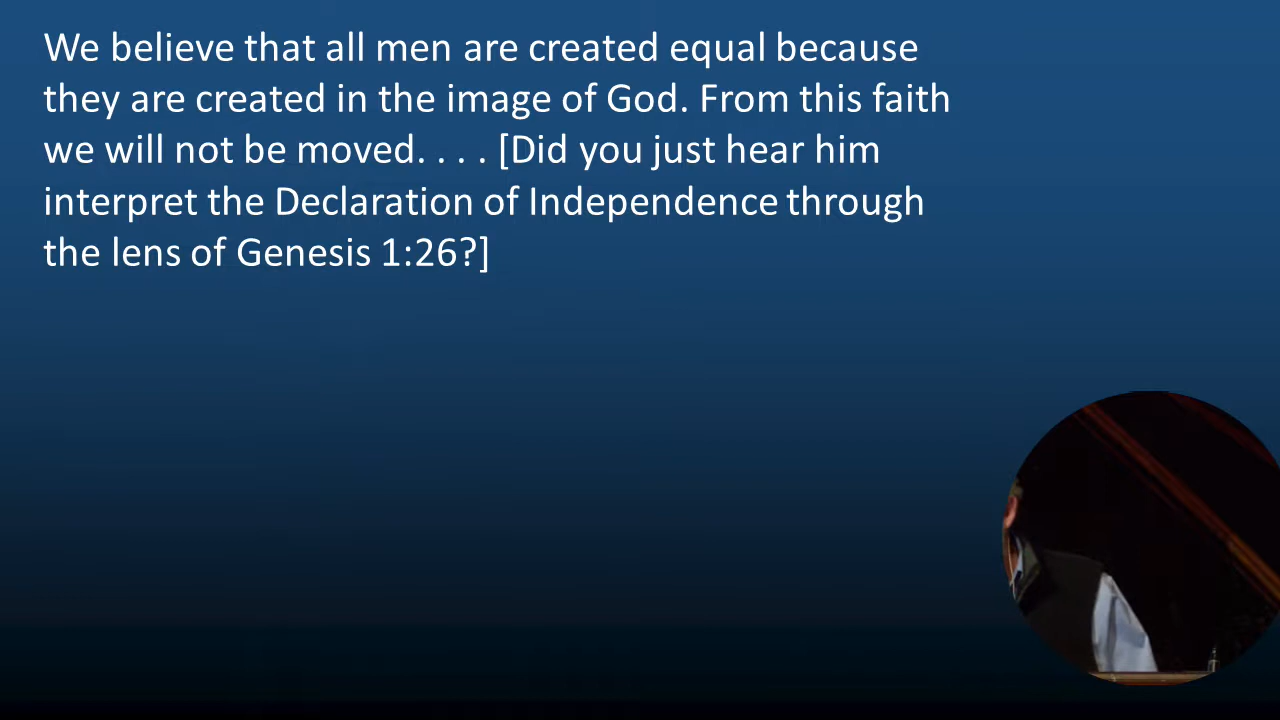 We believe that all men are created equal because
they are created in the image of God. From this faith
we will not be moved. . . . [Did you just hear him
interpret the Declaration of Independence through
the lens of Genesis 1:26?]